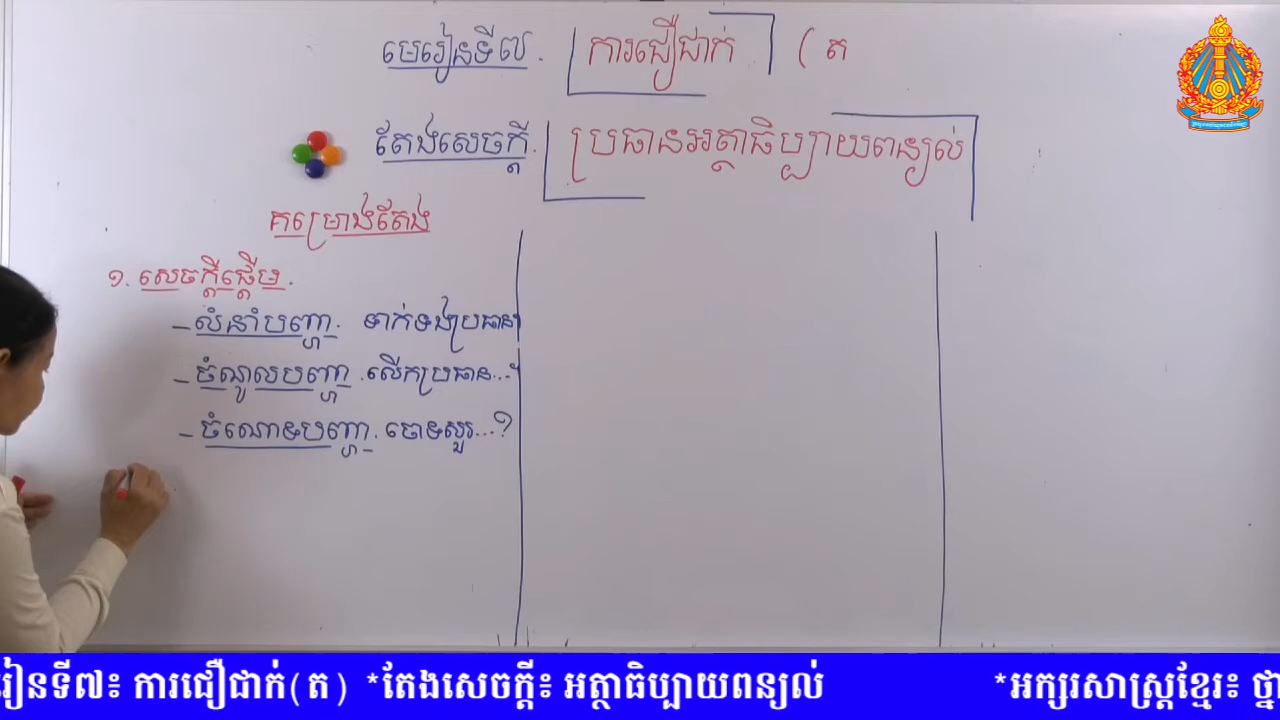 មេរៀនទី៧. ការជឿជាក់ (ត
តែងសេចក្ដី. ប្រធានអត្ថាធិប្បាយពន្យល់
គម្រោងតែង
១. សេចក្ដីផ្ដើម.
- លំនាំបញ្ហា. ទាក់ទងប្រធាន
- ចំណូលបញ្ហា. លើកប្រធាន...
- ចំណោទបញ្ហា. ចោទសួរ...?
រៀនទី៧៖ ការជឿជាក់(ត) *តែងសេចក្ដី៖ អត្ថាធិប្បាយពន្យល់ *អក្សរសាស្ត្រខ្មែរ៖ ថ្នា